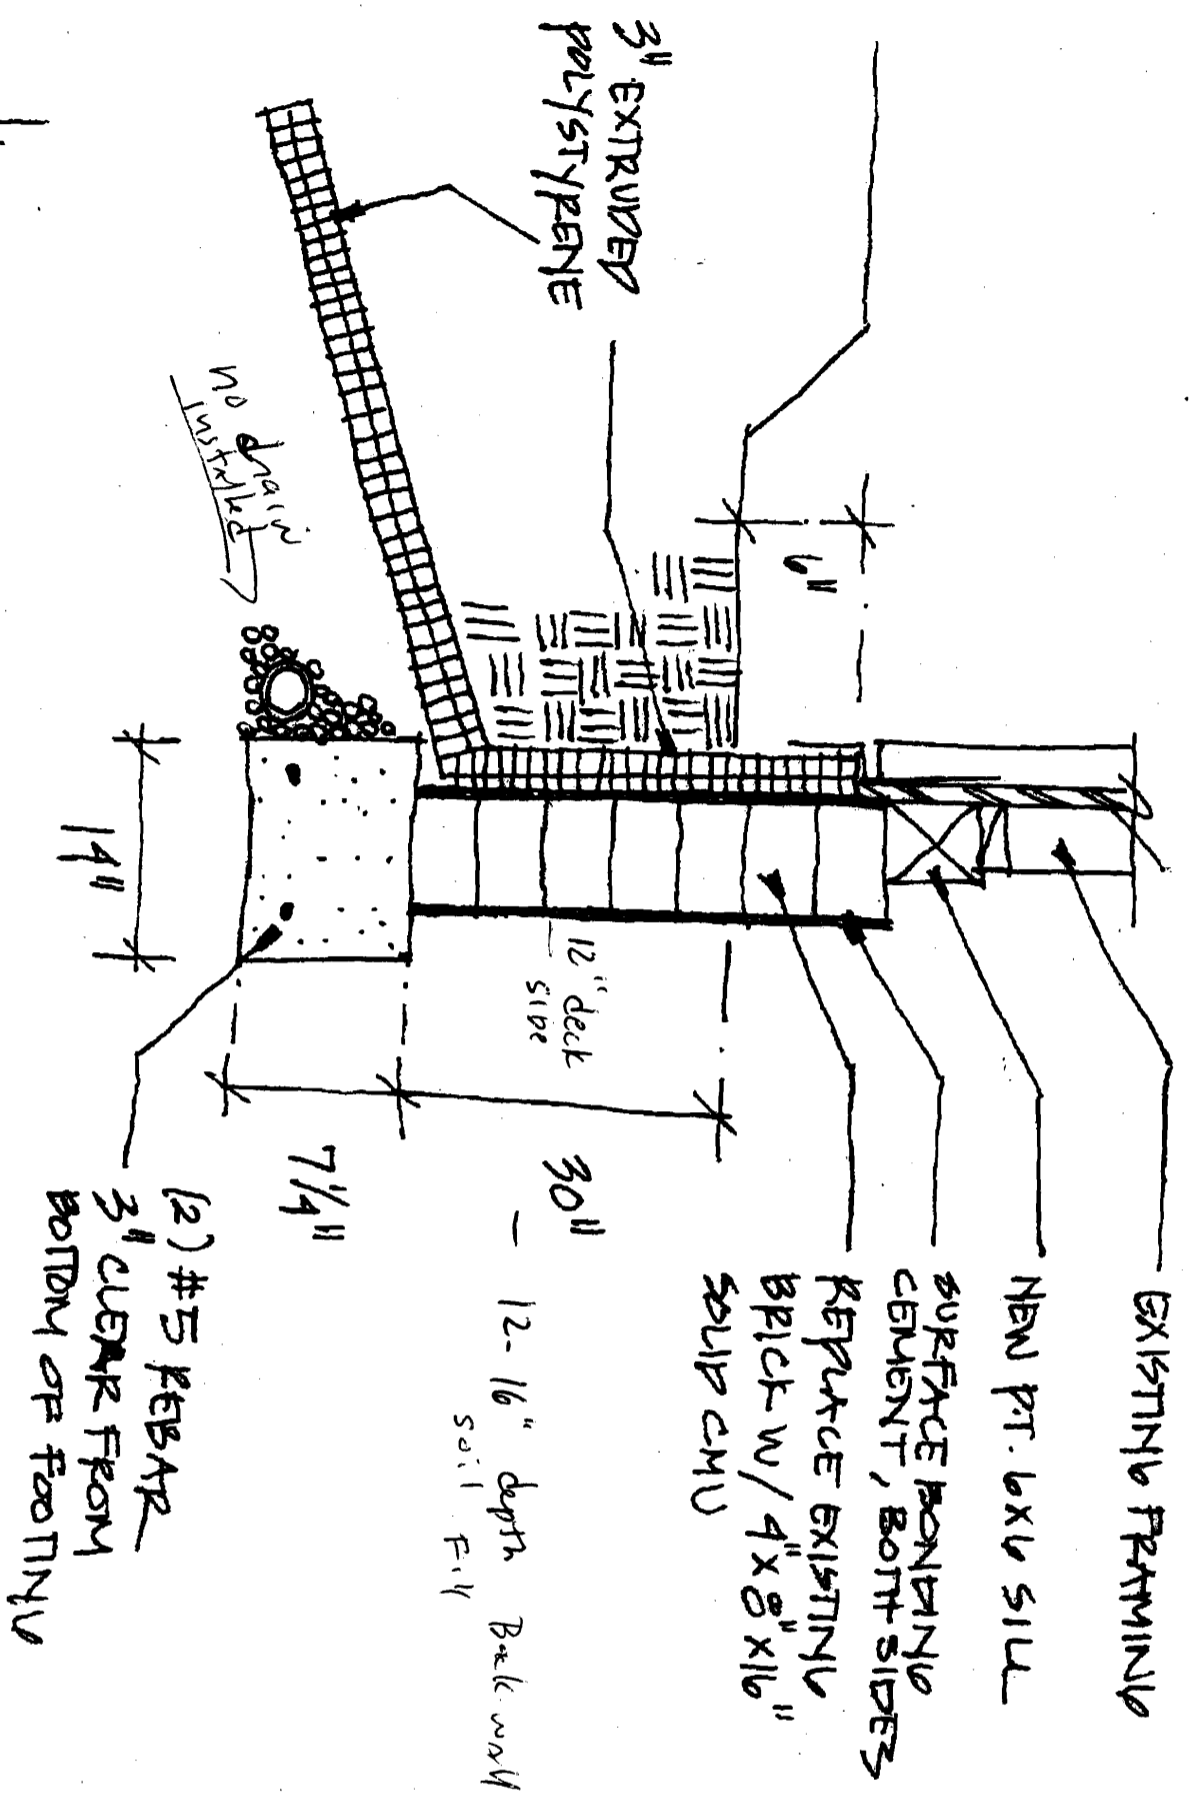 EXISTING FRAMING
NEW P.T. 6X6 SILL
SURFACE BONDING
CEMENT, BOTH SIDES
REPLACE EXISTING
BRICK W/ 4" X 8" X16"
SOLID CMU
6"
3" EXTRUDED
POLYSTYRENE
12" deck
side
30"
- 12-16" depth Back wall
soil Fill
7 1/4"
no drain
installed
14"
(2) #5 REBAR
3" CLEAR FROM
BOTTOM OF FOOTING